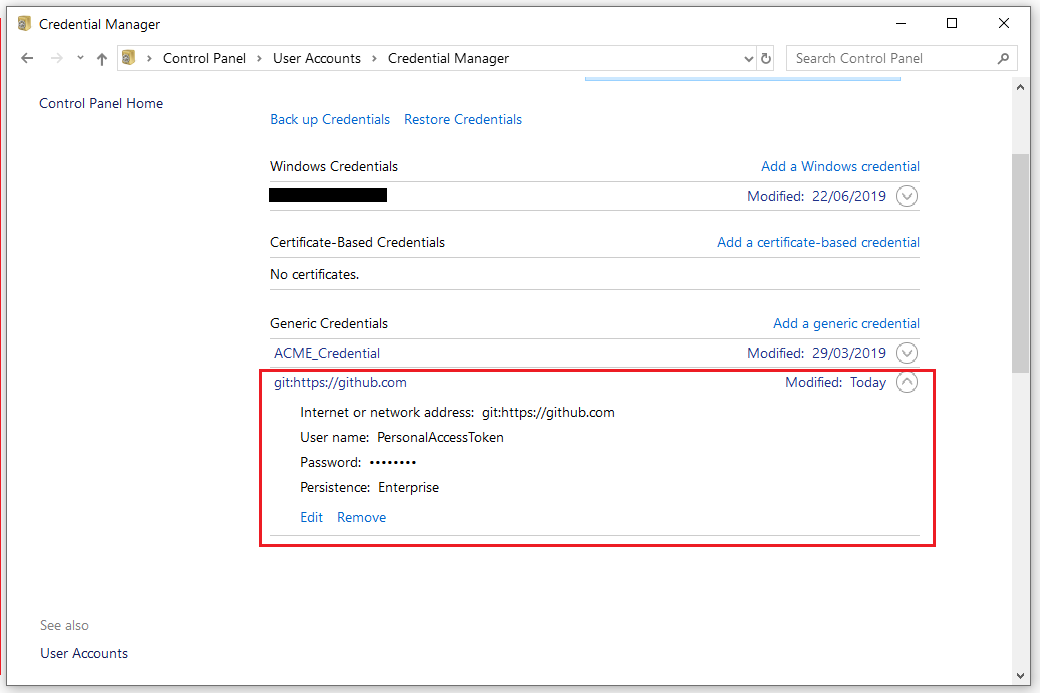 Credential Manager
Control Panel > User Accounts > Credential Manager
Search Control Panel
Control Panel Home
Back up Credentials Restore Credentials
Windows Credentials Add a Windows credential
Modified: 22/06/2019
Certificate-Based Credentials Add a certificate-based credential
No certificates.
Generic Credentials Add a generic credential
ACME_Credential Modified: 29/03/2019
git:https://github.com Modified: Today
Internet or network address: git:https://github.com
User name: PersonalAccessToken
Password: ••••••••
Persistence: Enterprise
Edit Remove
See also
User Accounts